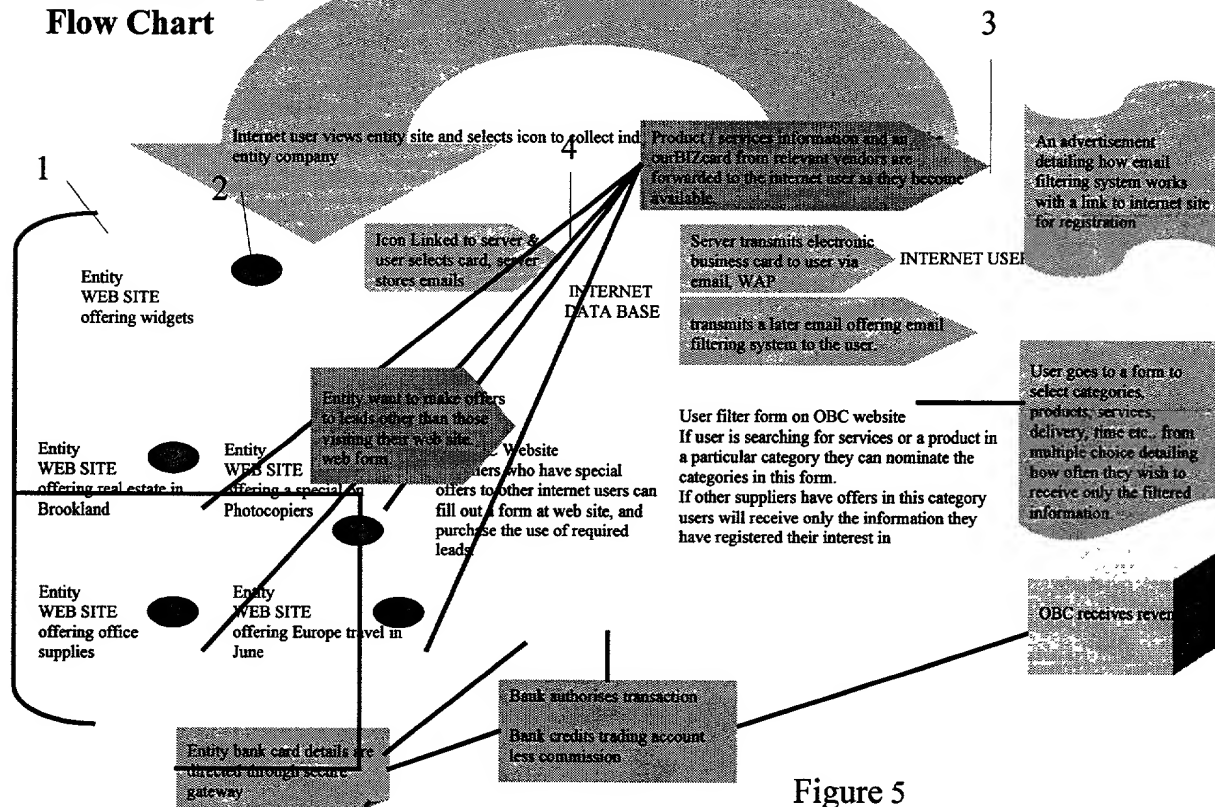 Flow Chart
3
Internet user views entity site and selects icon to collect ind
entity company
4
Product / services information and an
ourBIZcard from relevant vendors are
forwarded to the internet user as they become
available.
An advertisement
detailing how email
filtering system works
with a link to internet site
for registration
1
2
Icon Linked to server &
user selects card, server
stores emails
Server transmits electronic
business card to user via
email, WAP
INTERNET USER
Entity
WEB SITE
offering widgets
INTERNET
DATA BASE
transmits a later email offering email
filtering system to the user.
Entity want to make offers
to leads other than those
visiting their web site.
web form.
User goes to a form to
select categories,
products, services,
delivery, time etc., from
multiple choice detailing
how often they wish to
receive only the filtered
information.
User filter form on OBC website
If user is searching for services or a product in
a particular category they can nominate the
categories in this form.
If other suppliers have offers in this category
users will receive only the information they
have registered their interest in
Entity
WEB SITE
offering real estate in
Brookland
Entity
WEB SITE
offering a special on
Photocopiers
Website
who have special
offers to other internet users can
fill out a form at web site, and
purchase the use of required
leads.
Entity
WEB SITE
offering office
supplies
Entity
WEB SITE
offering Europe travel in
June
OBC receives reven
Bank authorises transaction
Bank credits trading account
less commission
Entity bank card details are
directed through secure
gateway
Figure 5